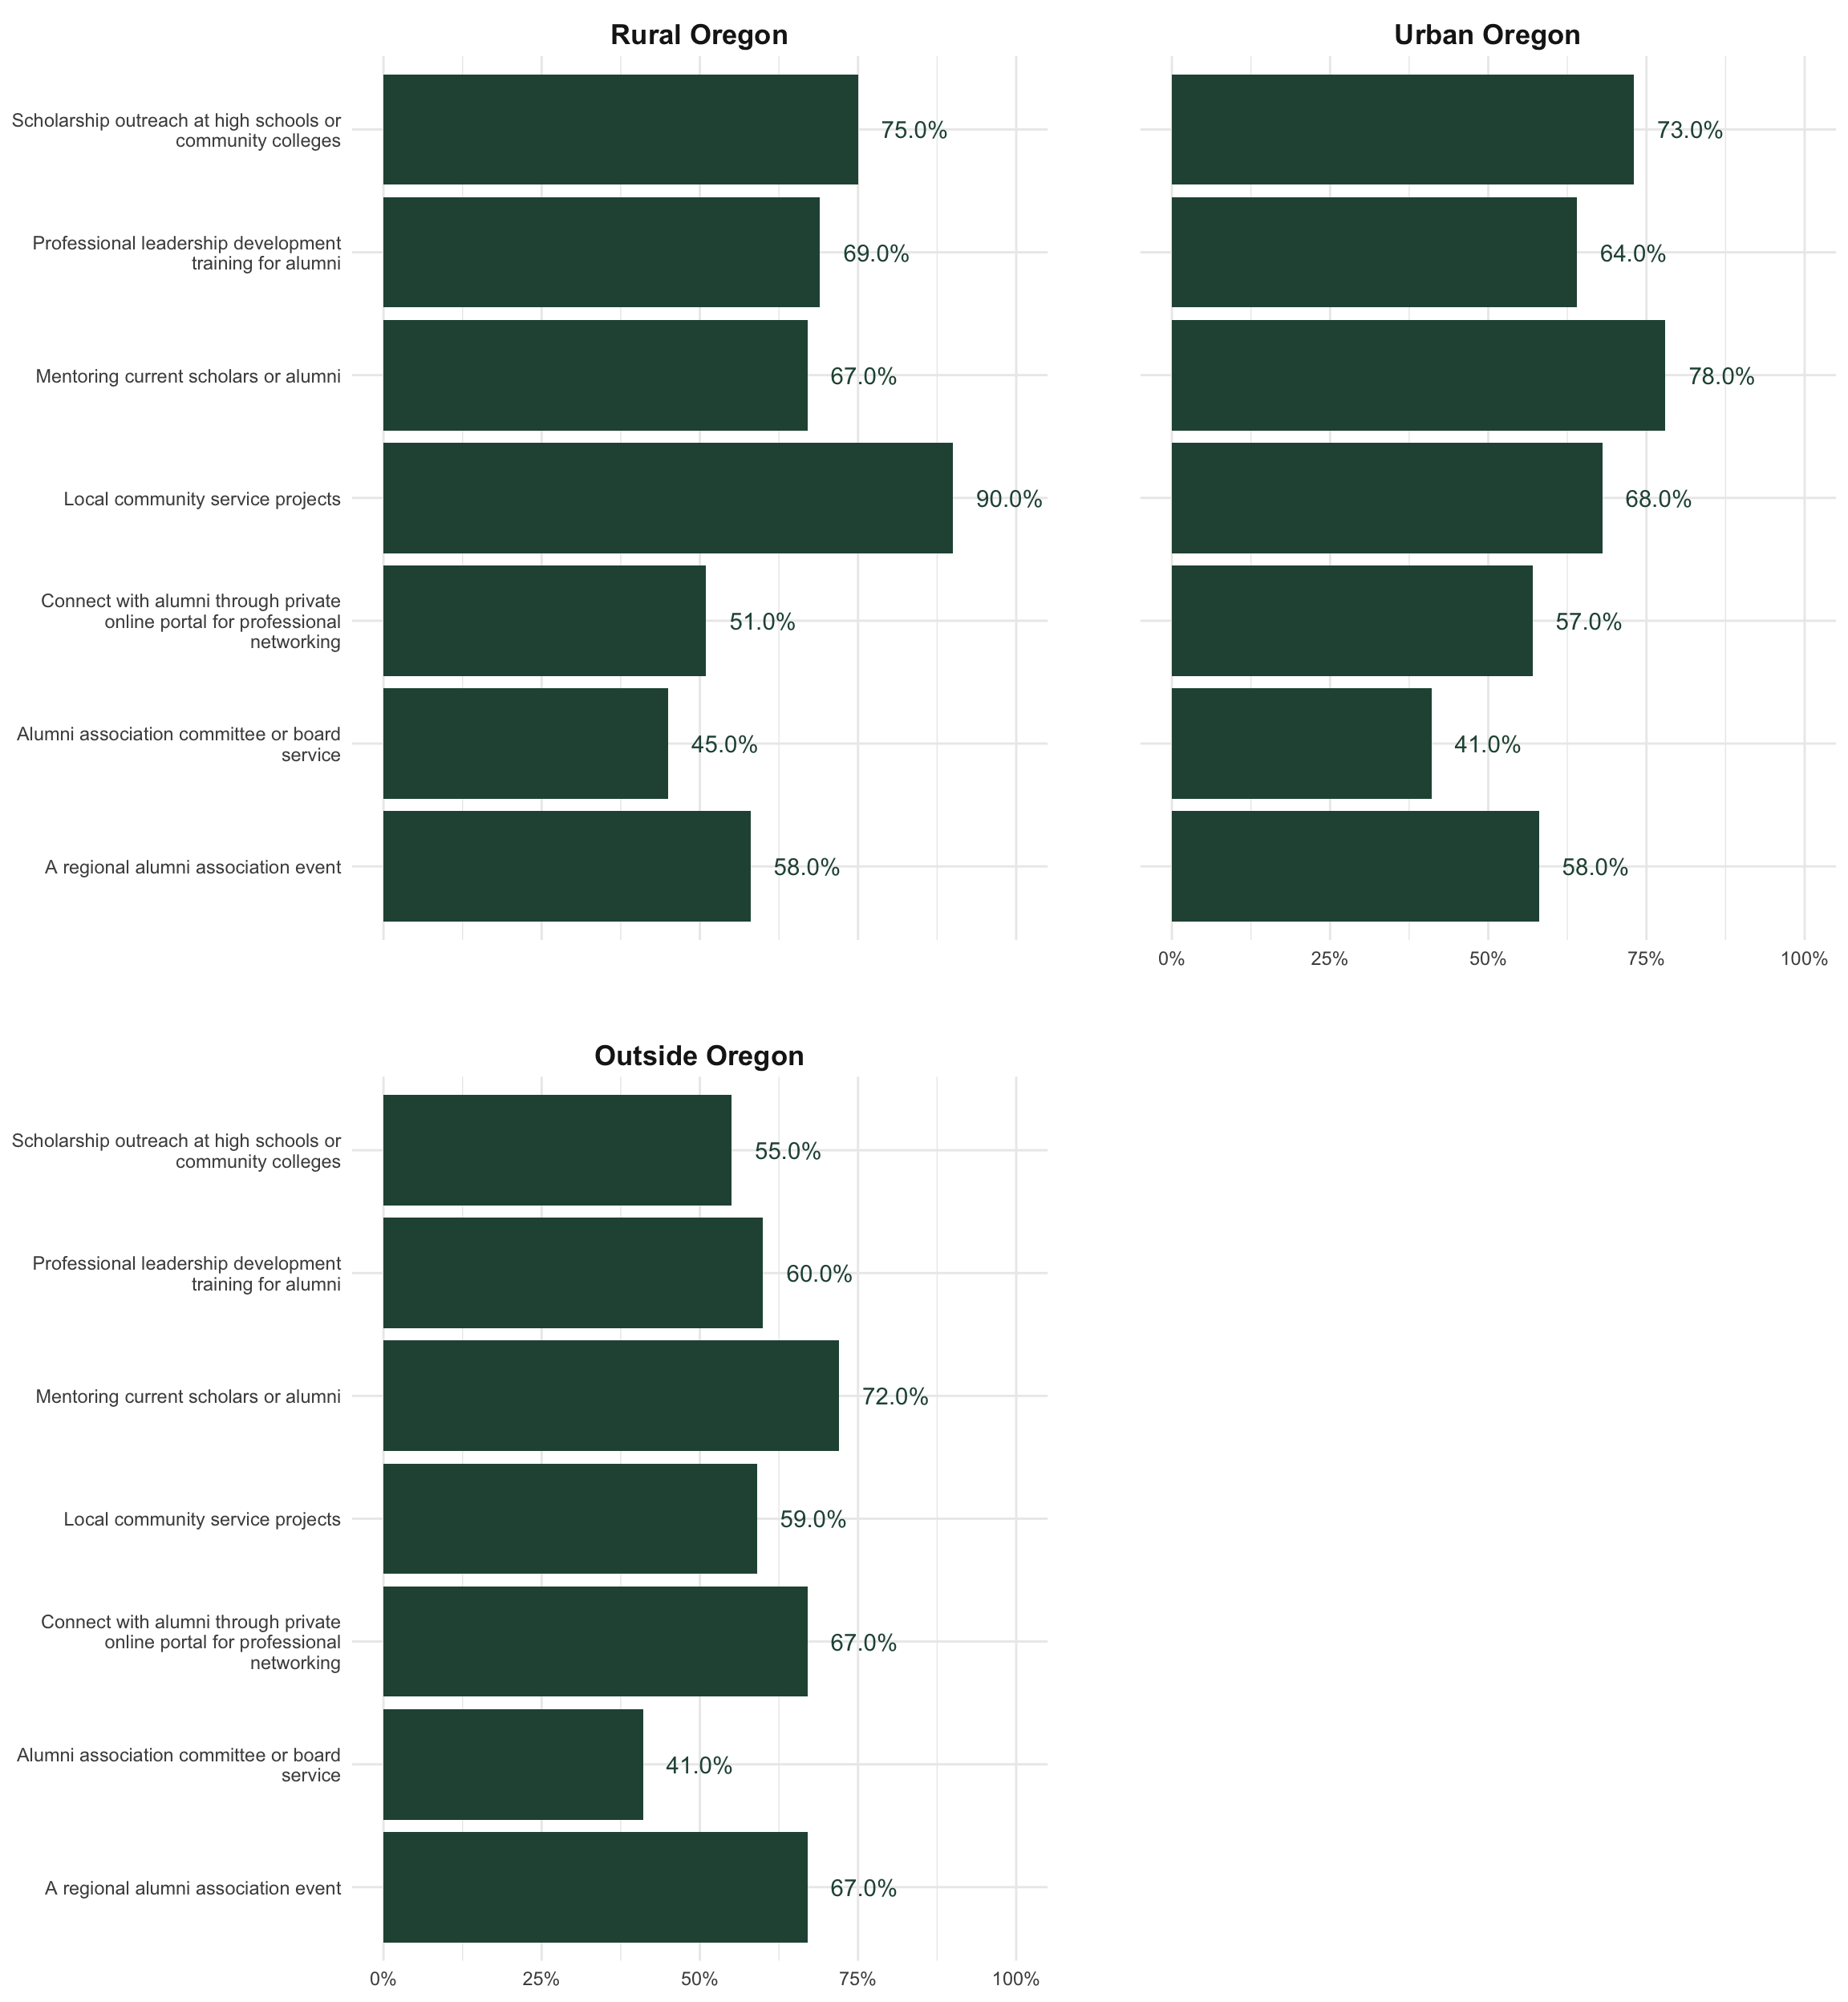 Rural Oregon
Urban Oregon
Scholarship outreach at high schools or
community colleges
75.0%
73.0%
Professional leadership development
training for alumni
69.0%
64.0%
Mentoring current scholars or alumni
67.0%
78.0%
Local community service projects
90.0%
68.0%
Connect with alumni through private
online portal for professional
networking
51.0%
57.0%
Alumni association committee or board
service
45.0%
41.0%
A regional alumni association event
58.0%
58.0%
0% 25% 50% 75% 100%
Outside Oregon
Scholarship outreach at high schools or
community colleges
55.0%
Professional leadership development
training for alumni
60.0%
Mentoring current scholars or alumni
72.0%
Local community service projects
59.0%
Connect with alumni through private
online portal for professional
networking
67.0%
Alumni association committee or board
service
41.0%
A regional alumni association event
67.0%
0% 25% 50% 75% 100%